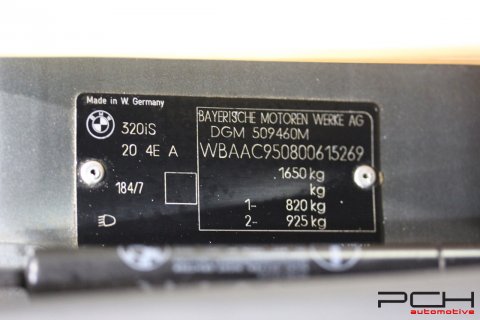 Made in W. Germany
BMW
320iS
20 4E A
184/7
BAYERISCHE MOTOREN WERKE AG
DGM 509460M
WBAAC950800615269
1650 kg
kg
1- 820 kg
2- 925 kg
PCH
automotive